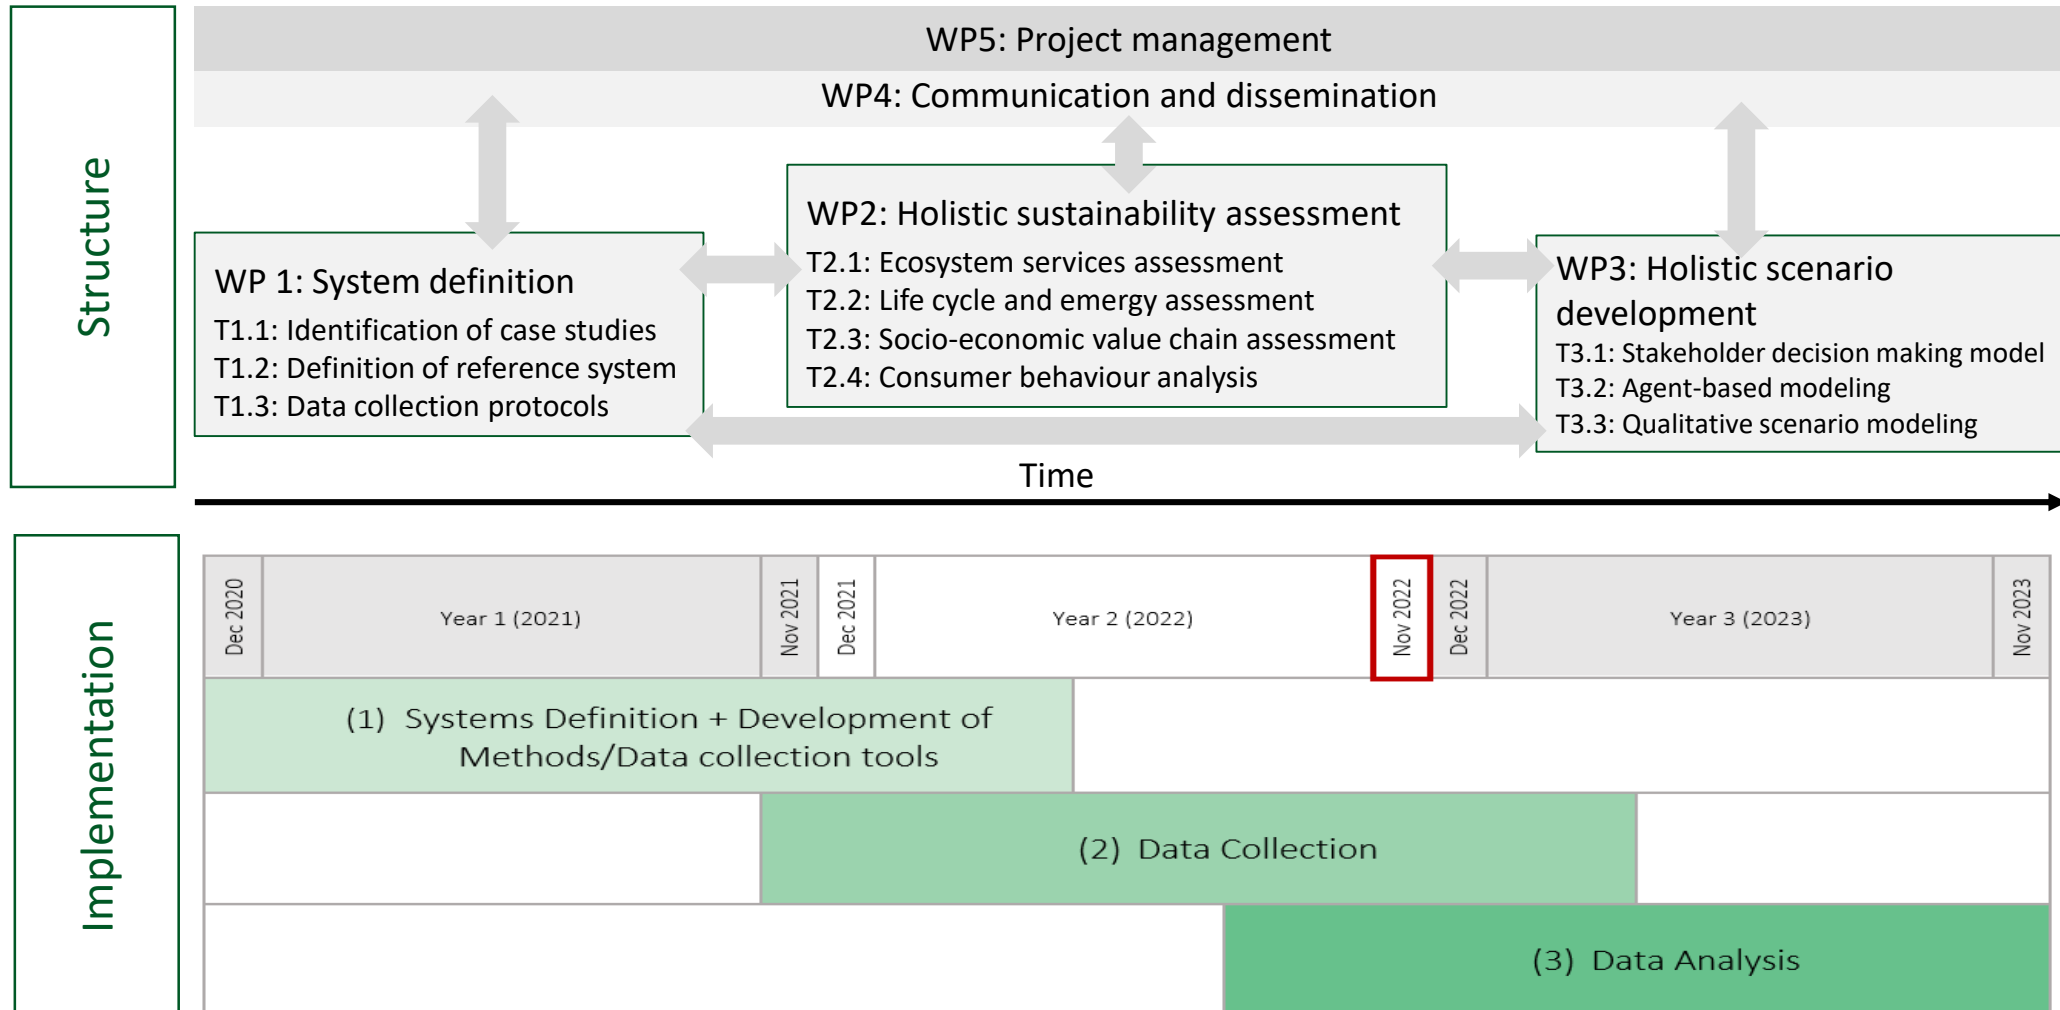 Structure
WP5: Project management
WP4: Communication and dissemination
WP 1: System definition
T1.1: Identification of case studies
T1.2: Definition of reference system
T1.3: Data collection protocols
WP2: Holistic sustainability assessment
T2.1: Ecosystem services assessment
T2.2: Life cycle and emergy assessment
T2.3: Socio-economic value chain assessment
T2.4: Consumer behaviour analysis
WP3: Holistic scenario
development
T3.1: Stakeholder decision making model
T3.2: Agent-based modeling
T3.3: Qualitative scenario modeling
Time
Implementation
Dec 2020
Year 1 (2021)
Nov 2021
Dec 2021
Year 2 (2022)
Nov 2022
Dec 2022
Year 3 (2023)
Nov 2023
(1) Systems Definition + Development of
Methods/Data collection tools
(2) Data Collection
(3) Data Analysis